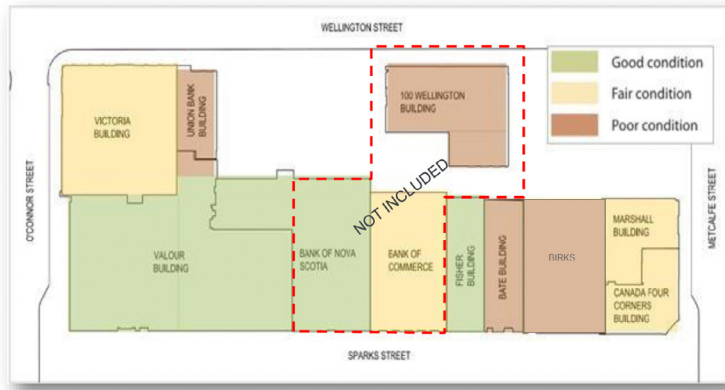 WELLINGTON STREET
Good condition
Fair condition
Poor condition
VICTORIA
BUILDING
UNION BANK
BUILDING
100 WELLINGTON
BUILDING
O'CONNOR STREET
METCALFE STREET
NOT INCLUDED
VALOUR
BUILDING
BANK OF NOVA
SCOTIA
BANK OF
COMMERCE
FISHER
BUILDING
BATE BUILDING
BIRKS
MARSHALL
BUILDING
CANADA FOUR
CORNERS
BUILDING
SPARKS STREET